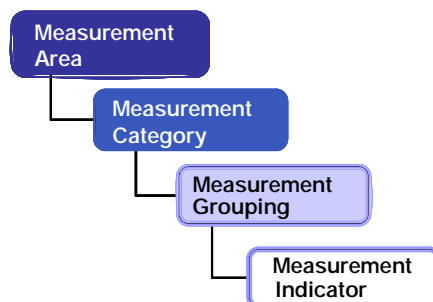 Measurement
Area
Measurement
Category
Measurement
Grouping
Measurement
Indicator